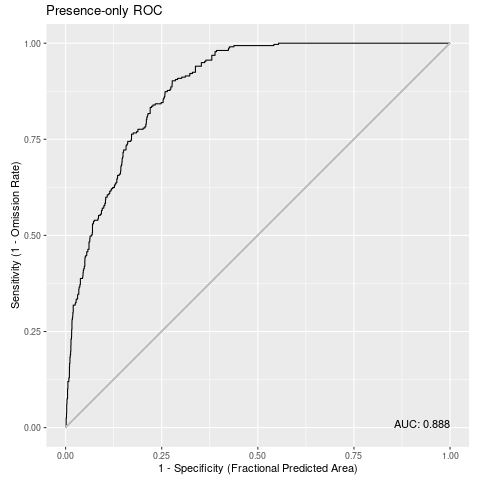 Presence-only ROC
1.00
0.75
0.50
0.25
0.00
Sensitivity (1 - Omission Rate)
AUC: 0.888
0.00 0.25 0.50 0.75 1.00
1 - Specificity (Fractional Predicted Area)